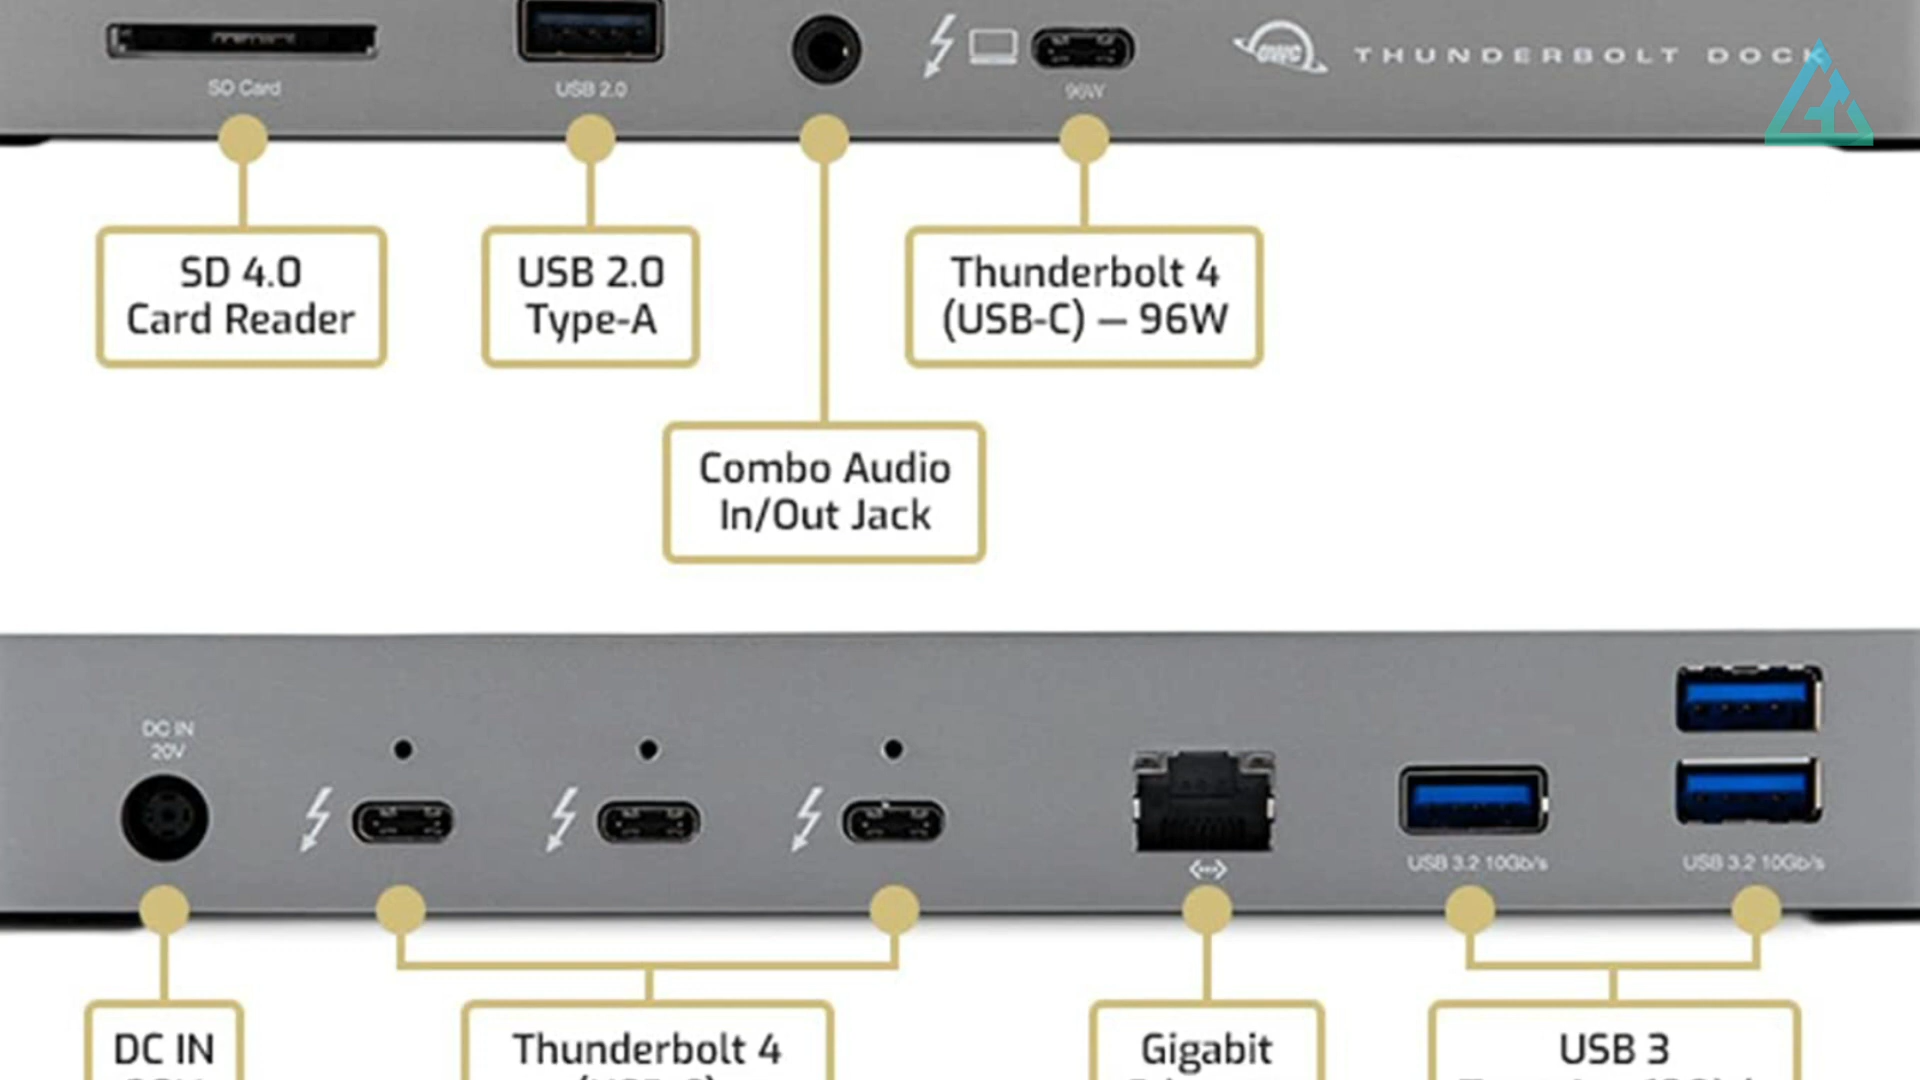 SD Card
USB 2.0
96W
OWC
THUNDERBOLT DOCK
SD 4.0
Card Reader
USB 2.0
Type-A
Thunderbolt 4
(USB-C) — 96W
Combo Audio
In/Out Jack
DC IN
20V
USB 3.2 10Gb/s
USB 3.2 10Gb/s
DC IN
Thunderbolt 4
Gigabit
USB 3